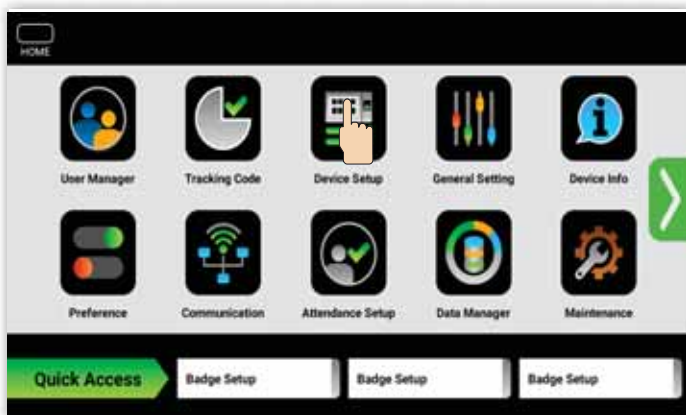 HOME
User Manager
Tracking Code
Device Setup
General Setting
Device Info
Preference
Communication
Attendance Setup
Data Manager
Maintenance
Quick Access
Badge Setup
Badge Setup
Badge Setup